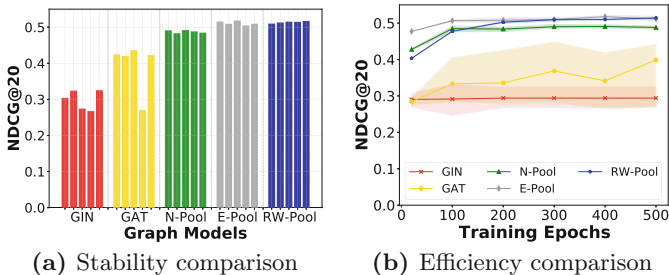 NDCG@20
0.5
0.4
0.3
0.2
0.1
0.0
GIN GAT N-Pool E-Pool RW-Pool
Graph Models
(a) Stability comparison
NDCG@20
0.5
0.4
0.3
0.2
0.1
0.0
GIN N-Pool RW-Pool
GAT E-Pool
0 100 200 300 400 500
Training Epochs
(b) Efficiency comparison